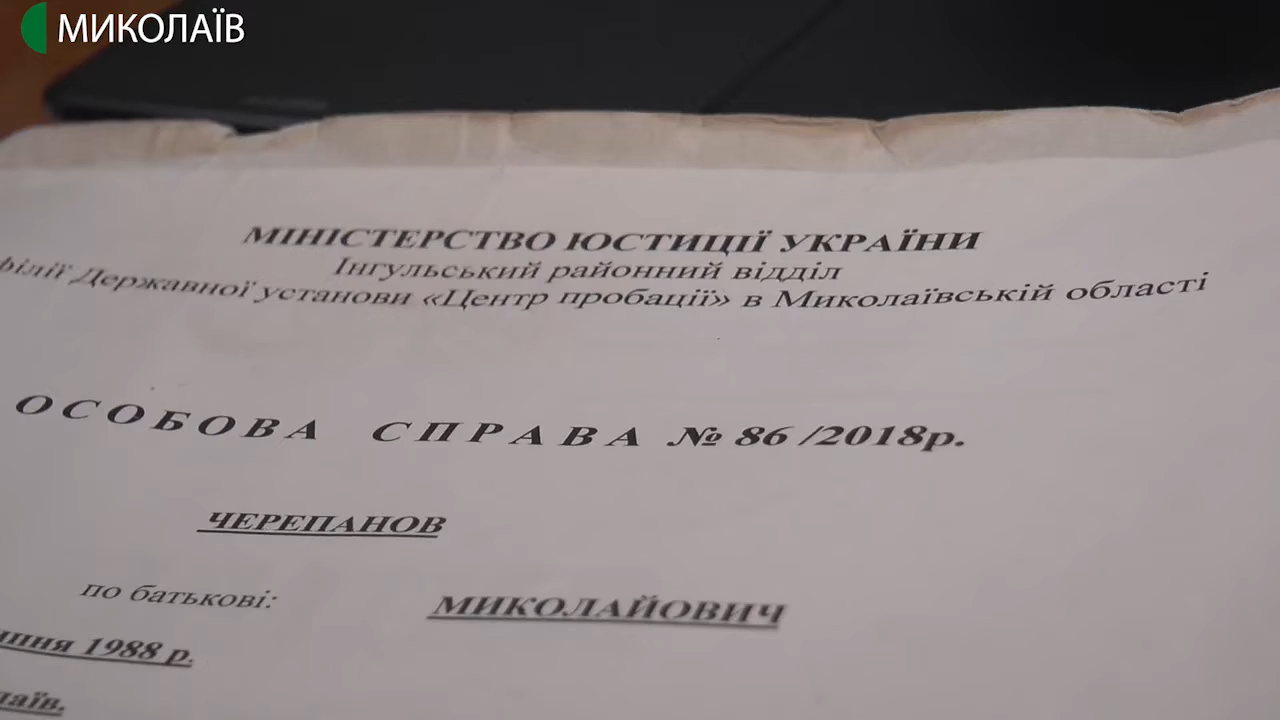 МИКОЛАЇВ
МІНІСТЕРСТВО ЮСТИЦІЇ УКРАЇНИ
Інгульський районний відділ
філії Державної установи «Центр пробації» в Миколаївській області
ОСОБОВА СПРАВА № 86 /2018р.
ЧЕРЕПАНОВ
по батькові: МИКОЛАЙОВИЧ
1988 р.